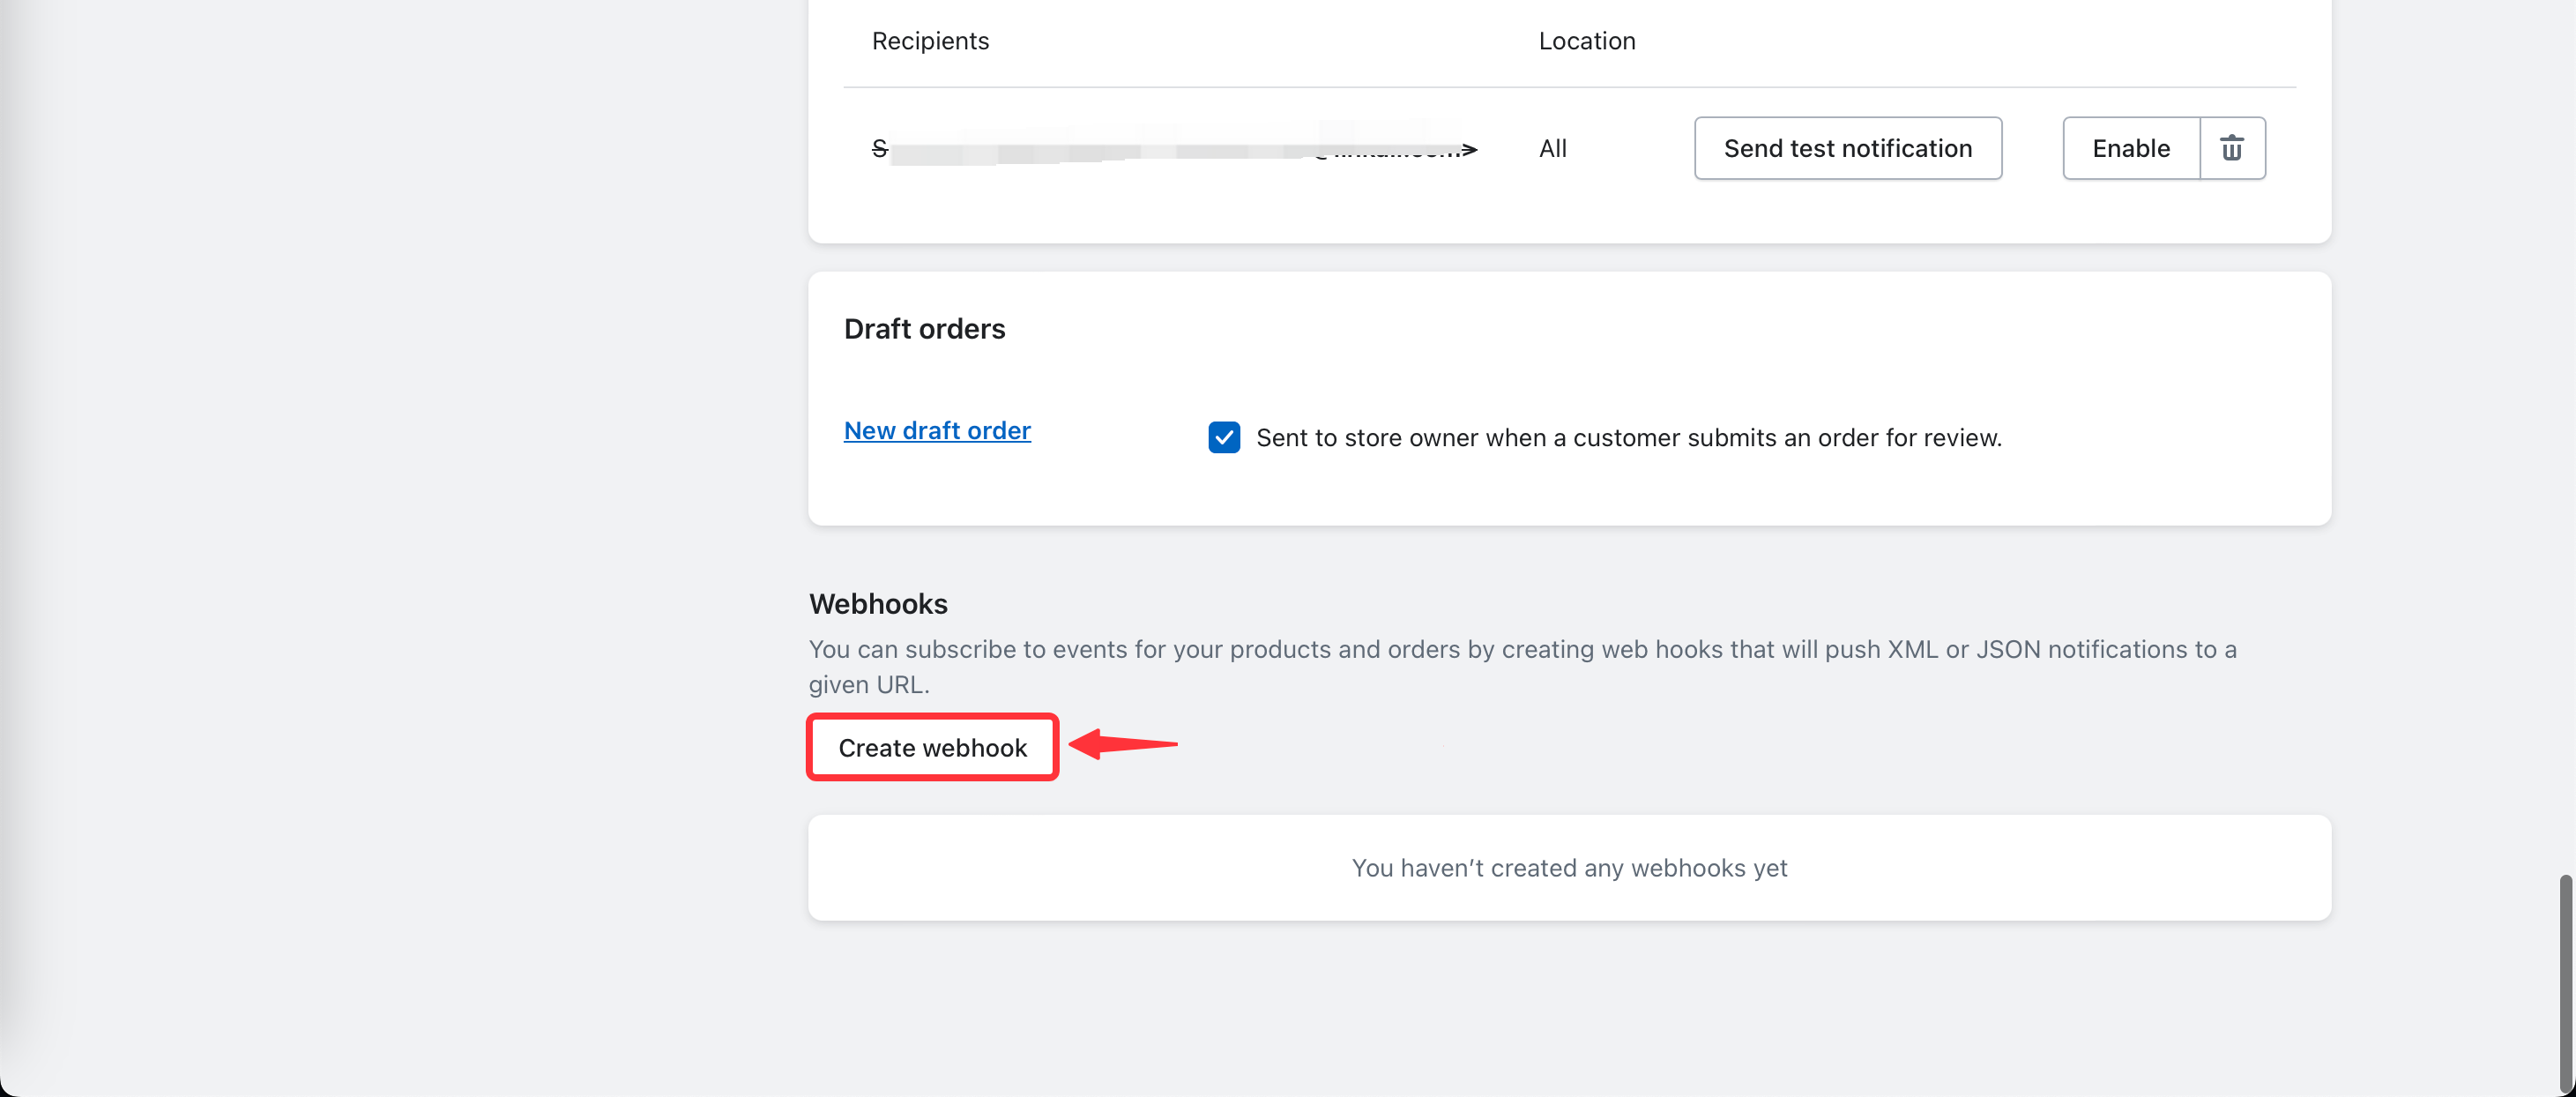 Recipients
Location
S
All
Send test notification
Enable
Draft orders
New draft order
Sent to store owner when a customer submits an order for review.
Webhooks
You can subscribe to events for your products and orders by creating web hooks that will push XML or JSON notifications to a
given URL.
Create webhook
You haven't created any webhooks yet